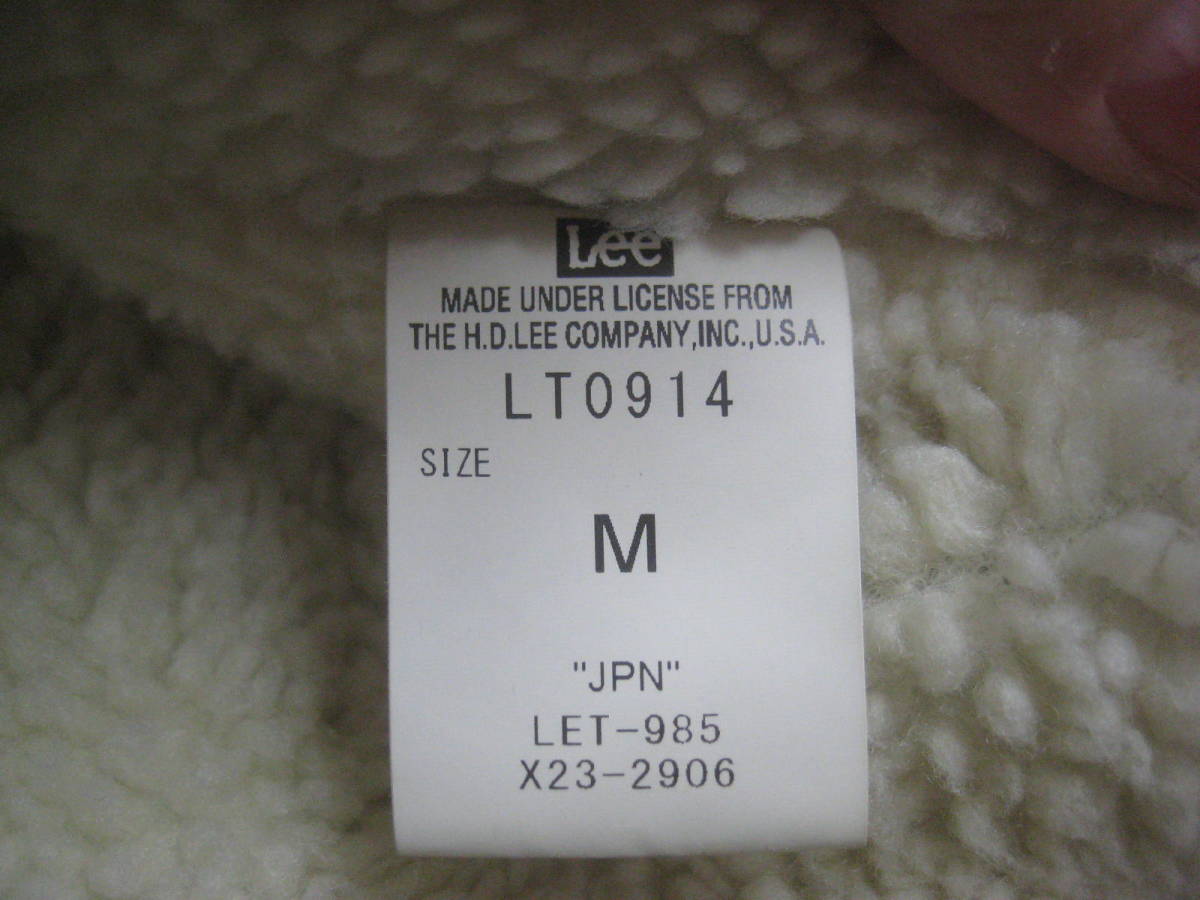 Lee
MADE UNDER LICENSE FROM
THE H.D.LEE COMPANY,INC.,U.S.A.
LT0914
SIZE
M
"JPN"
LET-985
X23-2906